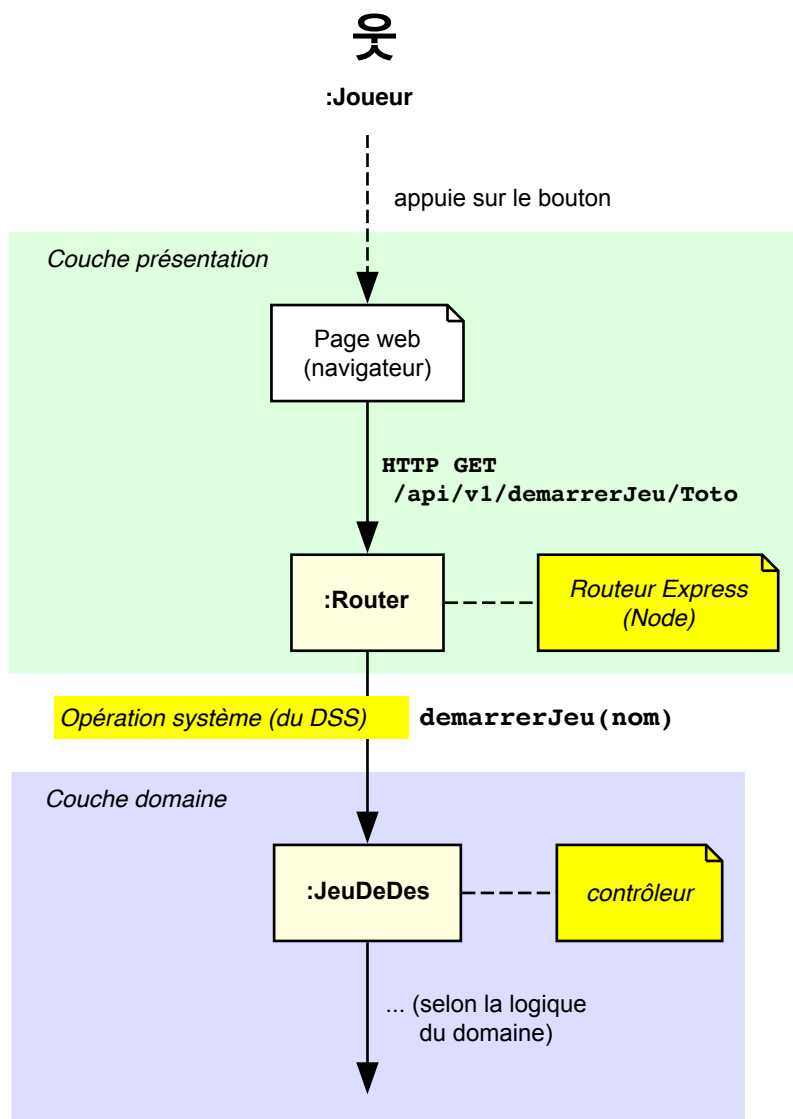 :Joueur
appuie sur le bouton
Couche présentation
Page web
(navigateur)
HTTP GET
/api/v1/demarrerJeu/Toto
:Router
Routeur Express
(Node)
Opération système (du DSS)
demarrerJeu(nom)
Couche domaine
:JeuDeDes
contrôleur
... (selon la logique
du domaine)